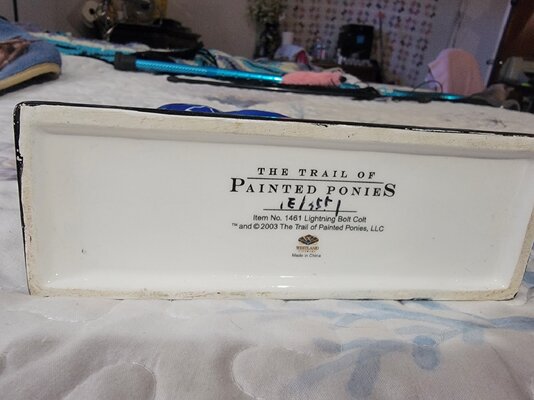 THE TRAIL OF
PAINTED PONIES
Item No. 1461 Lightning Bolt Colt
™ and © 2003 The Trail of Painted Ponies, LLC
WESTLAND
Made in China